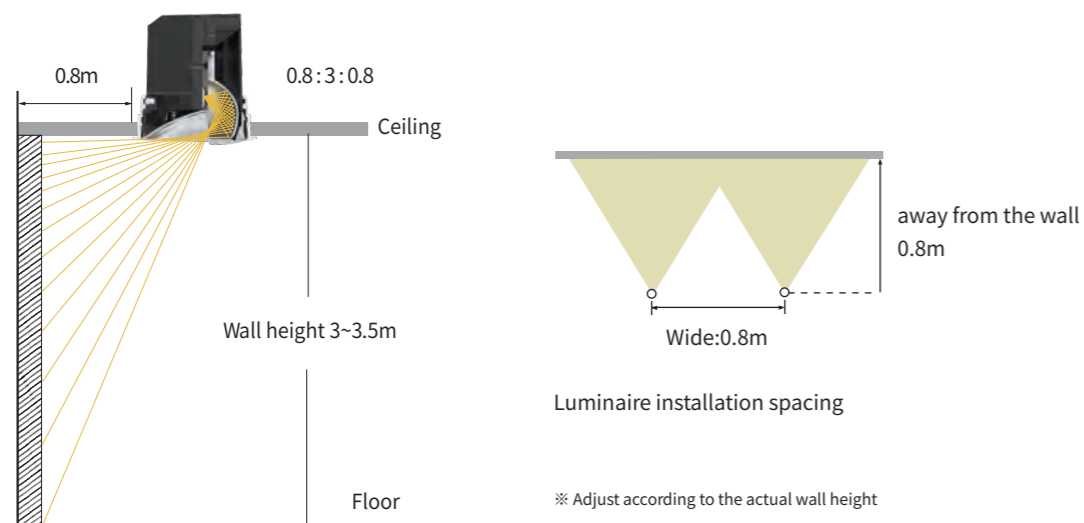 0.8m
0.8 : 3 : 0.8
Ceiling
Wall height 3~3.5m
Floor
away from the wall
0.8m
Wide:0.8m
Luminaire installation spacing
※ Adjust according to the actual wall height